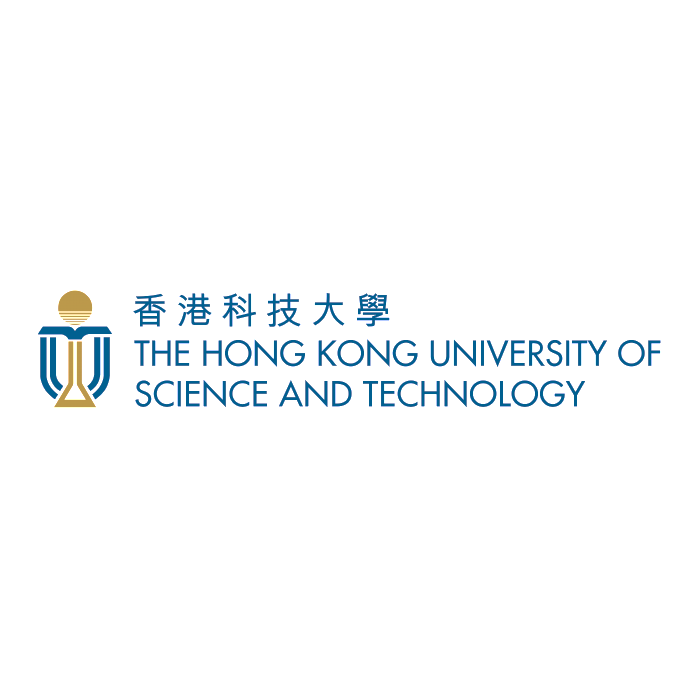 香港科技大學
THE HONG KONG UNIVERSITY OF
SCIENCE AND TECHNOLOGY